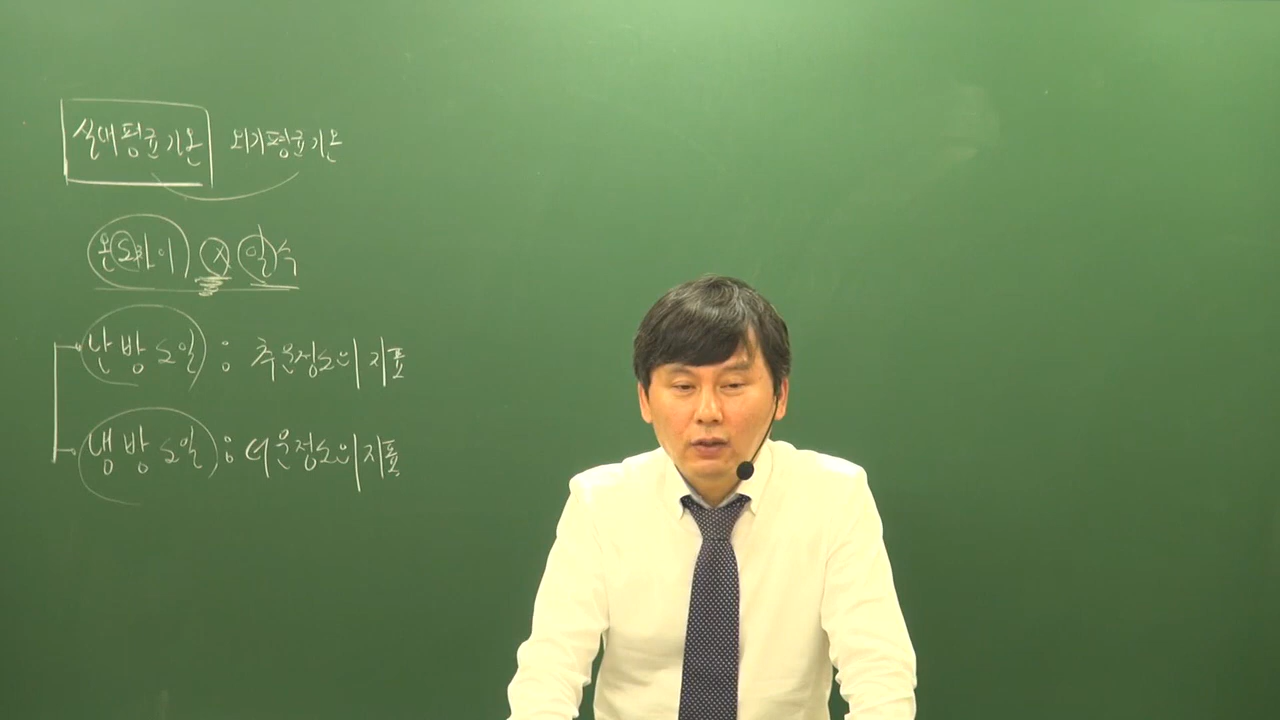 실내평균기온 외기평균기온
온도차이 X 일수
난방도일 : 추운정도의 지표
냉방도일 : 더운정도의 지표